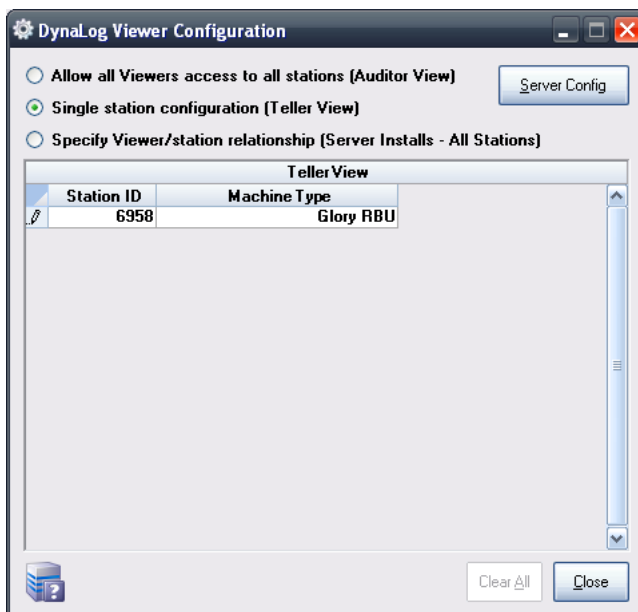 DynaLog Viewer Configuration
Allow all Viewers access to all stations (Auditor View)
Server Config
Single station configuration (Teller View)
Specify Viewer/station relationship (Server Installs - All Stations)
Teller View
Station ID Machine Type
6958 Glory RBU
?
Clear All Close